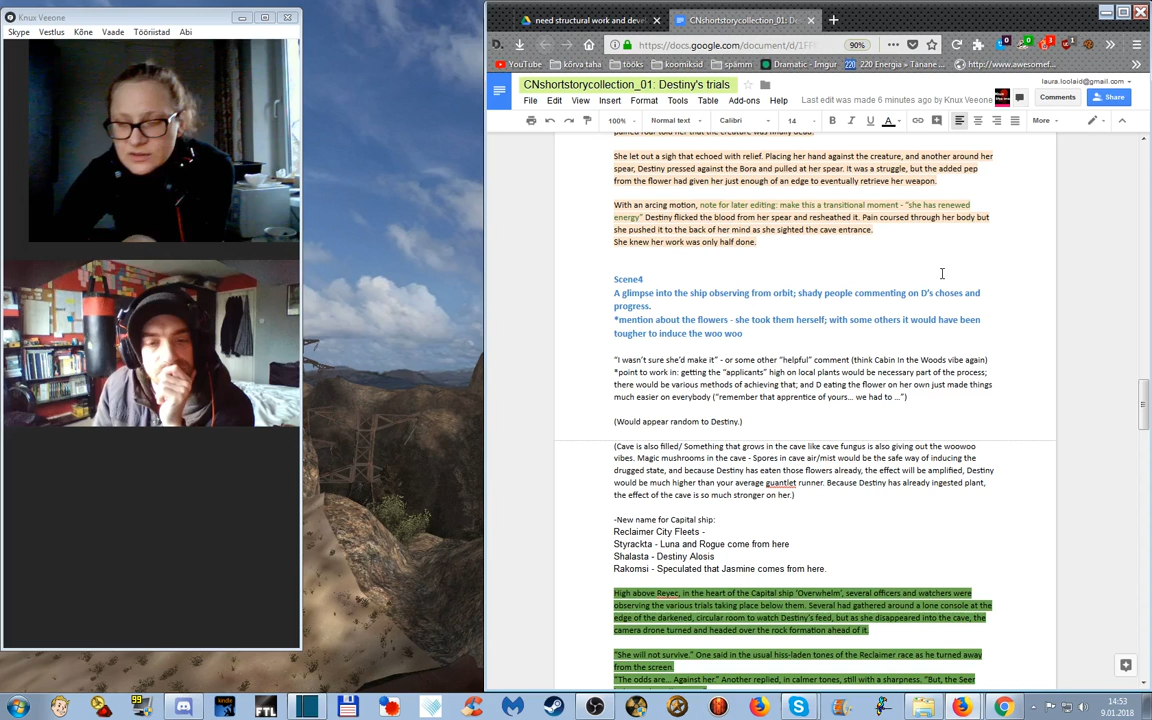 Knux Veeone
Skype Vestlus Kõne Vaade Tööriistad Abi
need structural work and deve
CNshortstorycollection_01: Des
https://docs.google.com/document/d/1FF
90%
YouTube kõrva taha tööks koomiksid spämm Dramatic - Imgur 220 Energia › Tänane http://www.awesomef
CNshortstorycollection_01: Destiny's trials
laura.loolaid@gmail.com
File Edit View Insert Format Tools Table Add-ons Help Last edit was made 6 minutes ago by Knux Veeone
Comments Share
100% Normal text Calibri 14 B I U A More
pained roar told her that the creature was finally dead.
She let out a sigh that echoed with relief. Placing her hand against the creature, and another around her
spear, Destiny pressed against the Bora and pulled at her spear. It was a struggle, but the added pep
from the flower had given her just enough of an edge to eventually retrieve her weapon.
With an arcing motion, note for later editing: make this a transitional moment - "she has renewed
energy" Destiny flicked the blood from her spear and resheathed it. Pain coursed through her body but
she pushed it to the back of her mind as she sighted the cave entrance.
She knew her work was only half done.
Scene4
A glimpse into the ship observing from orbit; shady people commenting on D's choses and
progress.
*mention about the flowers - she took them herself; with some others it would have been
tougher to induce the woo woo
"I wasn't sure she'd make it" - or some other "helpful" comment (think Cabin In the Woods vibe again)
*point to work in: getting the "applicants" high on local plants would be necessary part of the process;
there would be various methods of achieving that; and D eating the flower on her own just made things
much easier on everybody ("remember that apprentice of yours... we had to ...")
(Would appear random to Destiny.)
(Cave is also filled/ Something that grows in the cave like cave fungus is also giving out the woowoo
vibes. Magic mushrooms in the cave - Spores in cave air/mist would be the safe way of inducing the
drugged state, and because Destiny has eaten those flowers already, the effect will be amplified, Destiny
would be much higher than your average guantlet runner. Because Destiny has already ingested plant,
the effect of the cave is so much stronger on her.)
-New name for Capital ship:
Reclaimer City Fleets -
Styrackta - Luna and Rogue come from here
Shalasta - Destiny Alosis
Rakomsi - Speculated that Jasmine comes from here.
High above Reyec, in the heart of the Capital ship 'Overwhelm', several officers and watchers were
observing the various trials taking place below them. Several had gathered around a lone console at the
edge of the darkened, circular room to watch Destiny's feed, but as she disappeared into the cave, the
camera drone turned and headed over the rock formation ahead of it.
"She will not survive." One said in the usual hiss-laden tones of the Reclaimer race as he turned away
from the screen.
"The odds are... Against her." Another replied, in calmer tones, still with a sharpness. "But, the Seer
14:53
9.01.2018